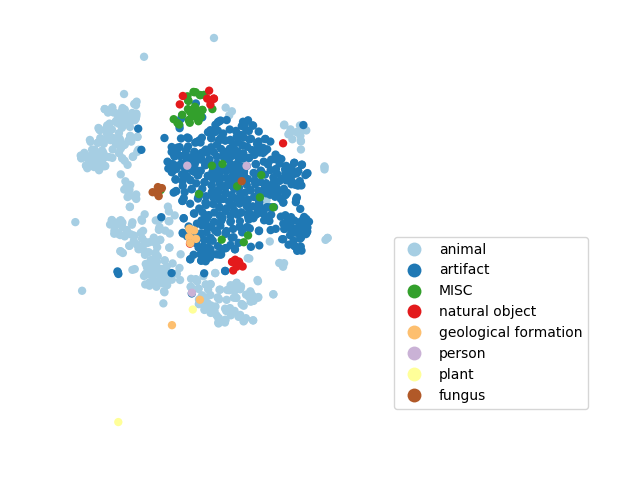 animal
artifact
MISC
natural object
geological formation
person
plant
fungus